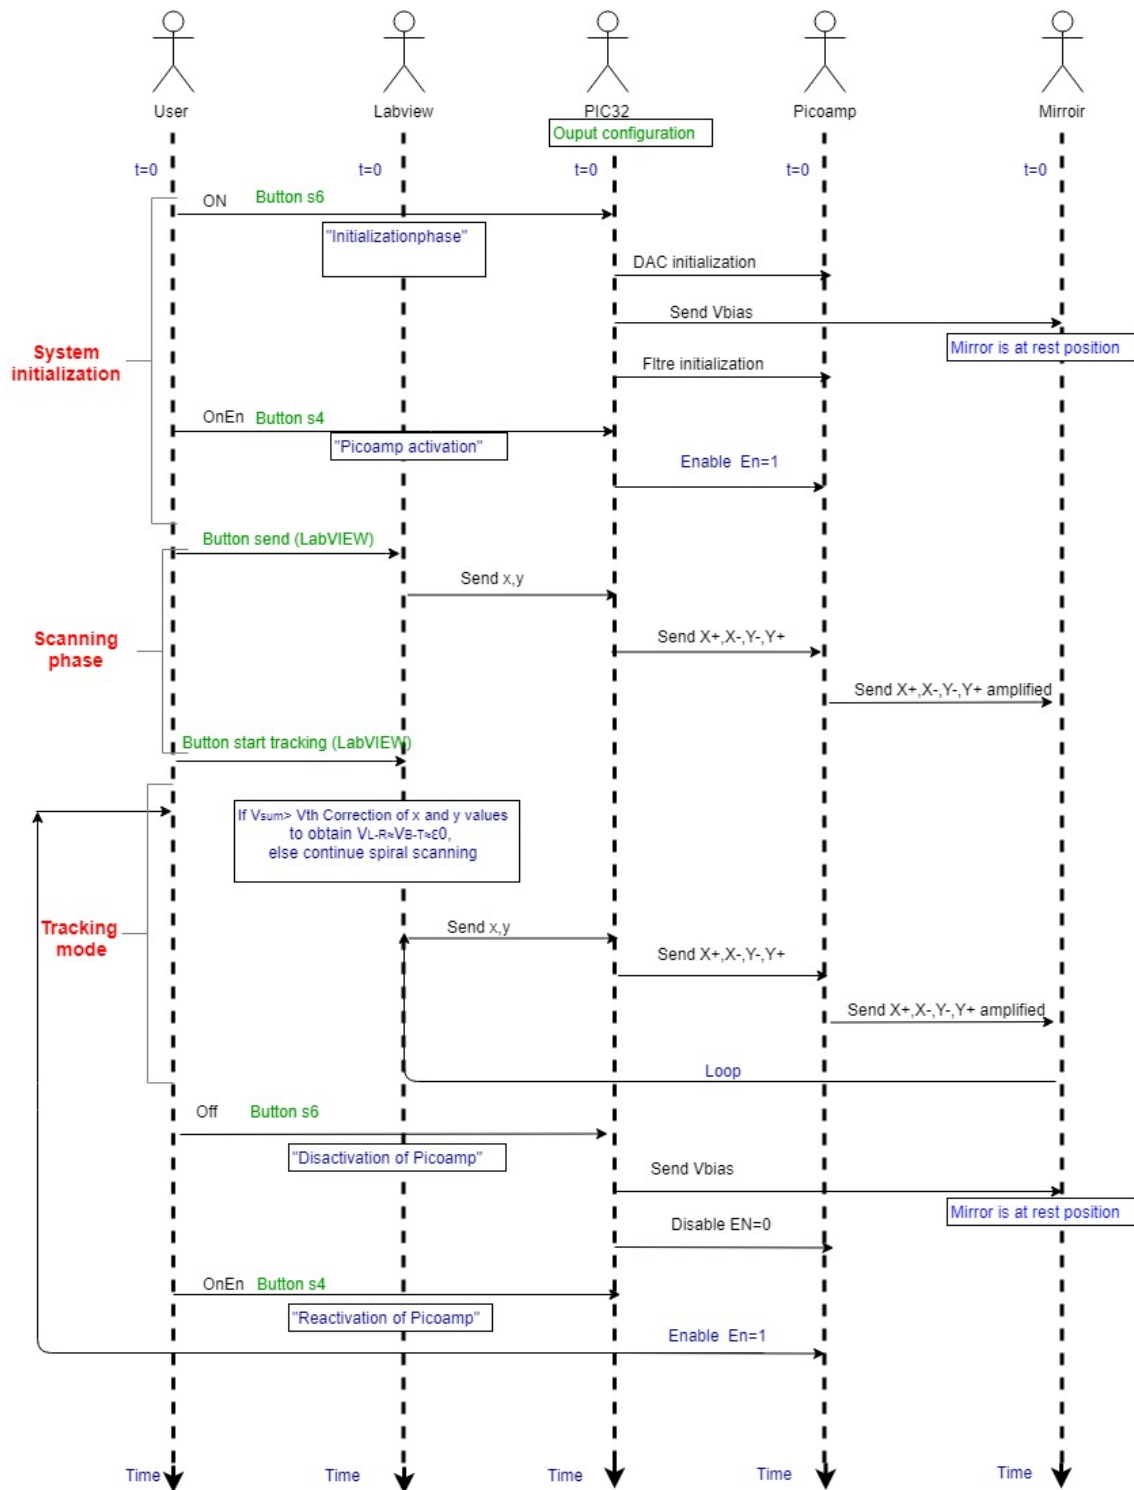 User
Labview
PIC32
Picoamp
Mirroir
Ouput configuration
t=0
t=0
t=0
t=0
t=0
ON
Button s6
"Initializationphase"
DAC initialization
Send Vbias
Mirror is at rest position
System
initialization
Fltre initialization
OnEn
Button s4
"Picoamp activation"
Enable En=1
Button send (LabVIEW)
Send x,y
Scanning
phase
Send X+,X-,Y-,Y+
Send X+,X-,Y-,Y+ amplified
Button start tracking (LabVIEW)
If Vsum> Vth Correction of x and y values
to obtain VL-R≈VB-T≈ε0,
else continue spiral scanning
Tracking
mode
Send x,y
Send X+,X-,Y-,Y+
Send X+,X-,Y-,Y+ amplified
Loop
Off
Button s6
"Disactivation of Picoamp"
Send Vbias
Mirror is at rest position
Disable EN=0
OnEn
Button s4
"Reactivation of Picoamp"
Enable En=1
Time
Time
Time
Time
Time